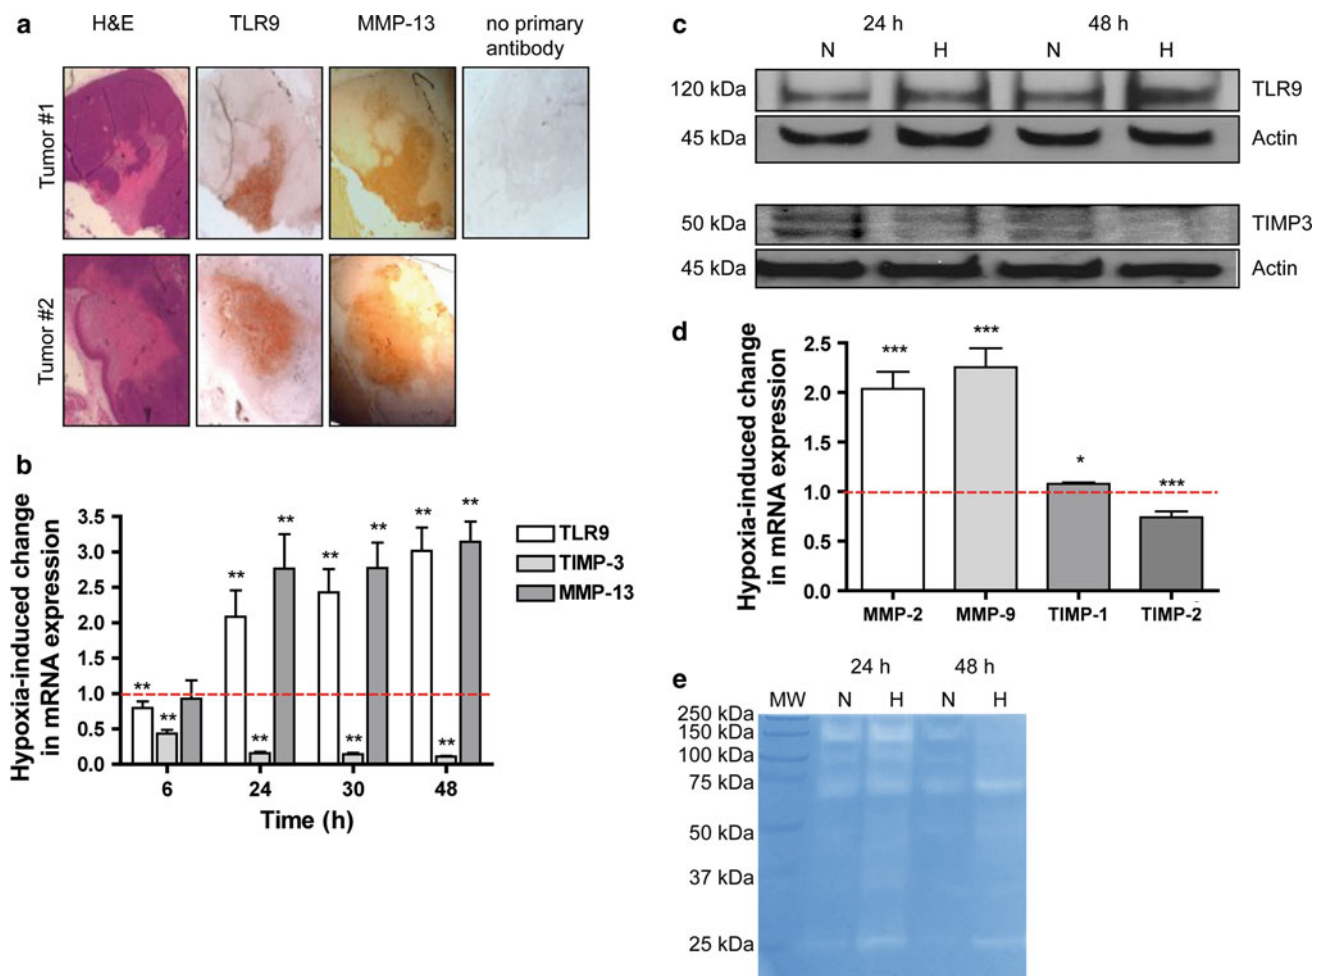 a
H&E TLR9 MMP-13 no primary
antibody
Tumor #1
Tumor #2
b
Hypoxia-induced change
in mRNA expression
3.5
3.0
2.5
2.0
1.5
1.0
0.5
0.0
** ** ** ** ** ** ** ** ** ** **
6 24 30 48
Time (h)
TLR9
TIMP-3
MMP-13
c
24 h 48 h
N H N H
120 kDa TLR9
45 kDa Actin
50 kDa TIMP3
45 kDa Actin
d
Hypoxia-induced change
in mRNA expression
2.5
2.0
1.5
1.0
0.5
0.0
*** *** * ***
MMP-2 MMP-9 TIMP-1 TIMP-2
e
24 h 48 h
MW N H N H
250 kDa
150 kDa
100 kDa
75 kDa
50 kDa
37 kDa
25 kDa